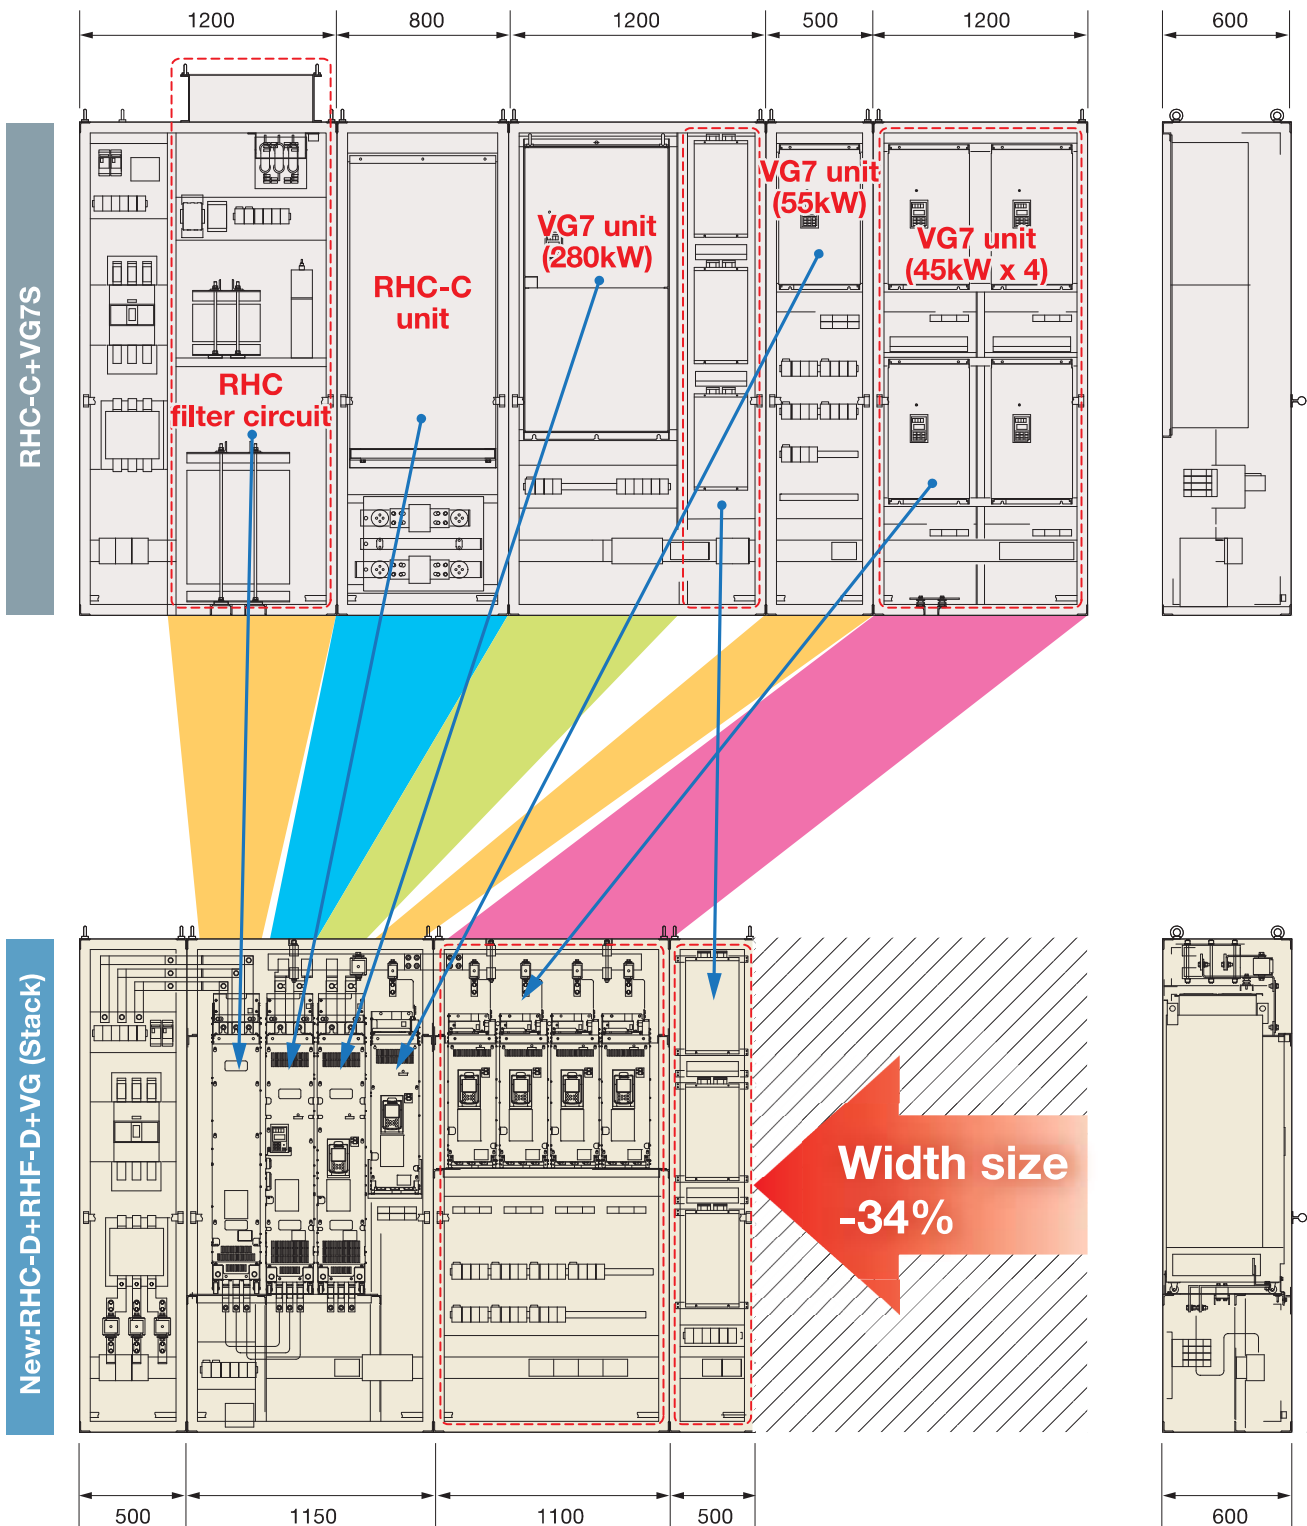 1200
800
1200
500
1200
600
RHC-C+VG7S
VG7 unit
(55kW)
VG7 unit
(280kW)
VG7 unit
(45kW x 4)
RHC-C
unit
RHC
filter circuit
New:RHC-D+RHF-D+VG (Stack)
Width size
-34%
500
1150
1100
500
600